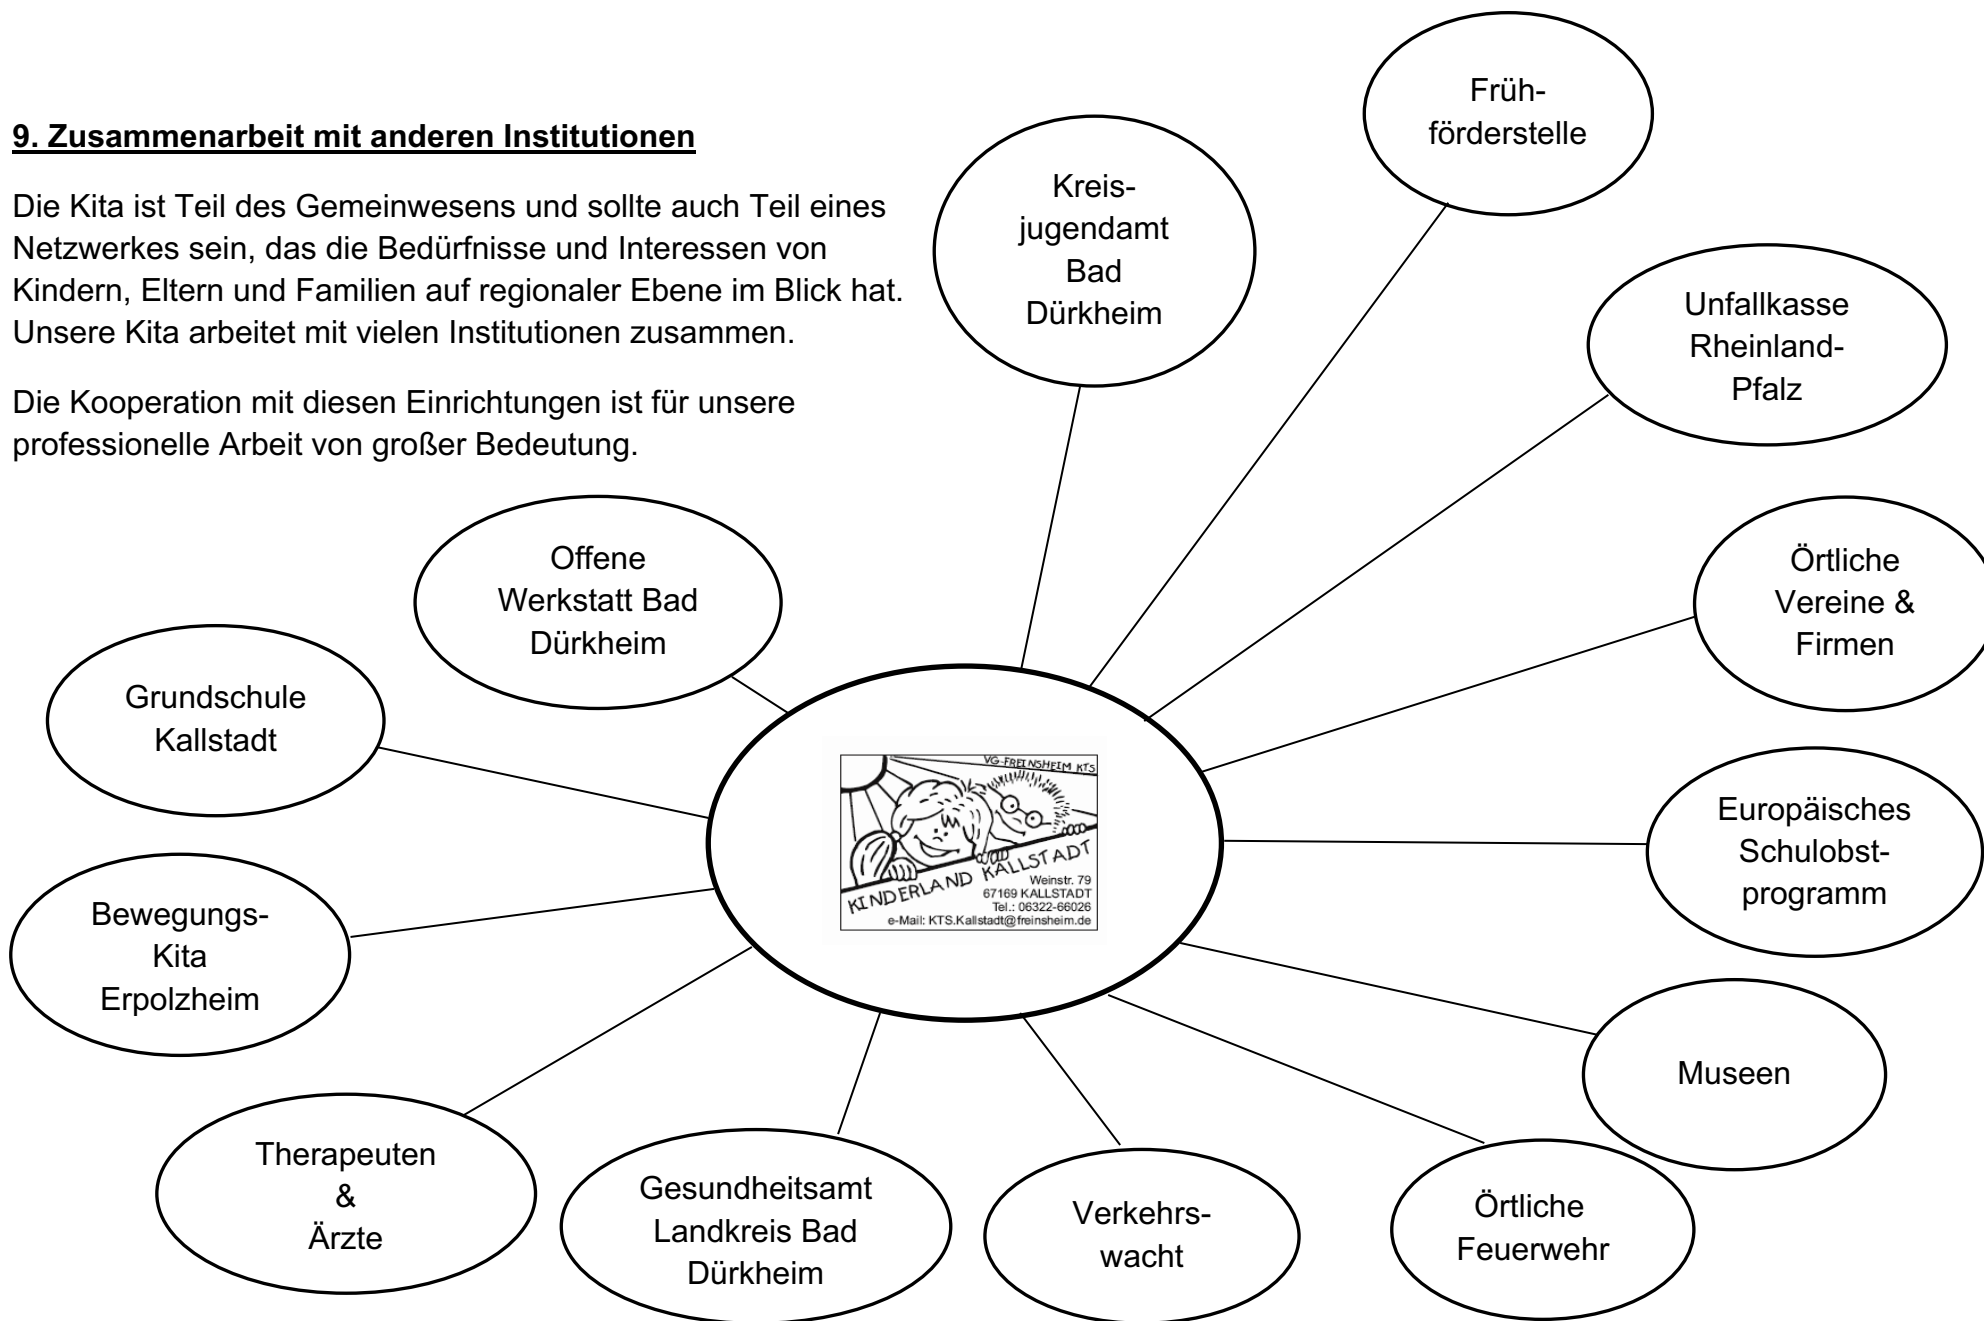 9. Zusammenarbeit mit anderen Institutionen
Die Kita ist Teil des Gemeinwesens und sollte auch Teil eines
Netzwerkes sein, das die Bedürfnisse und Interessen von
Kindern, Eltern und Familien auf regionaler Ebene im Blick hat.
Unsere Kita arbeitet mit vielen Institutionen zusammen.
Die Kooperation mit diesen Einrichtungen ist für unsere
professionelle Arbeit von großer Bedeutung.
Früh-
förderstelle
Kreis-
jugendamt
Bad
Dürkheim
Unfallkasse
Rheinland-
Pfalz
Örtliche
Vereine &
Firmen
Offene
Werkstatt Bad
Dürkheim
Grundschule
Kallstadt
Europäisches
Schulobst-
programm
VG-FREINSHEIM KTS
KINDERLAND KALLSTADT
Weinstr. 79
67169 KALLSTADT
Tel.: 06322-66026
e-Mail: KTS.Kallstadt@freinsheim.de
Bewegungs-
Kita
Erpolzheim
Museen
Therapeuten
&
Ärzte
Gesundheitsamt
Landkreis Bad
Dürkheim
Verkehrs-
wacht
Örtliche
Feuerwehr